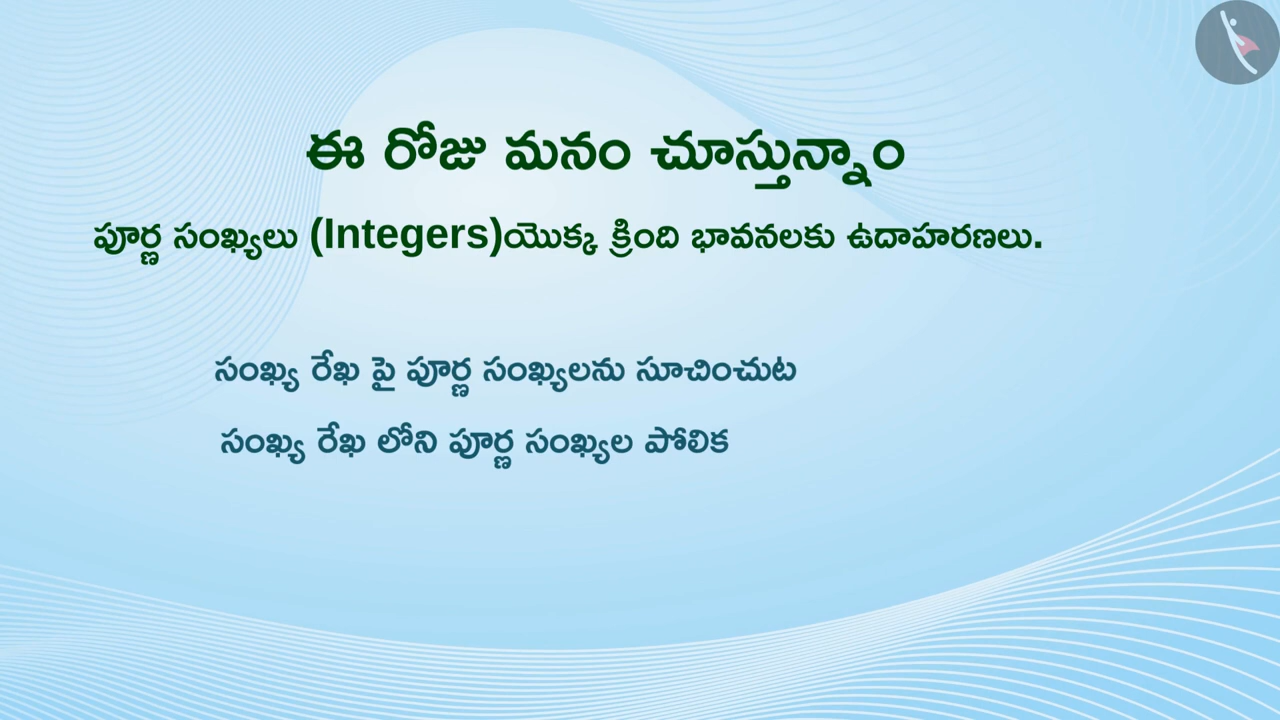 ఈ రోజు మనం చూస్తున్నాం
పూర్ణ సంఖ్యలు (Integers)యొక్క క్రింది భావనలకు ఉదాహరణలు.
సంఖ్య రేఖ పై పూర్ణ సంఖ్యలను సూచించుట
సంఖ్య రేఖ లోని పూర్ణ సంఖ్యల పోలిక